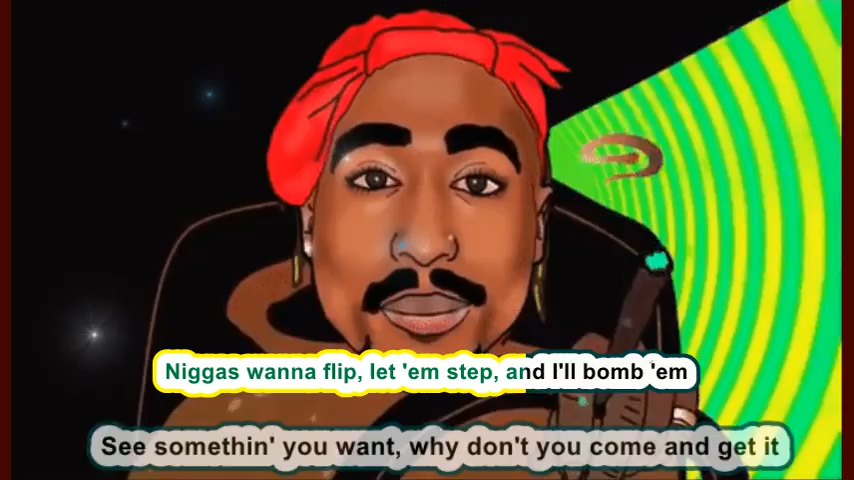 Niggas wanna flip, let 'em step, and I'll bomb 'em
See somethin' you want, why don't you come and get it